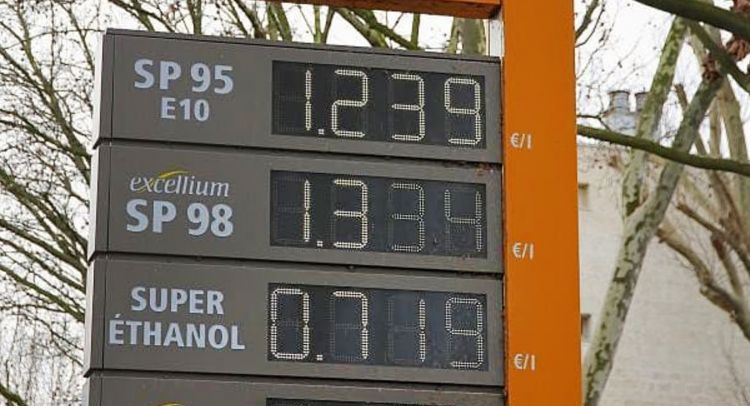 SP 95
E10
1.239
€/l
excellium
SP 98
1.334
€/l
SUPER
ÉTHANOL
0.719
€/l